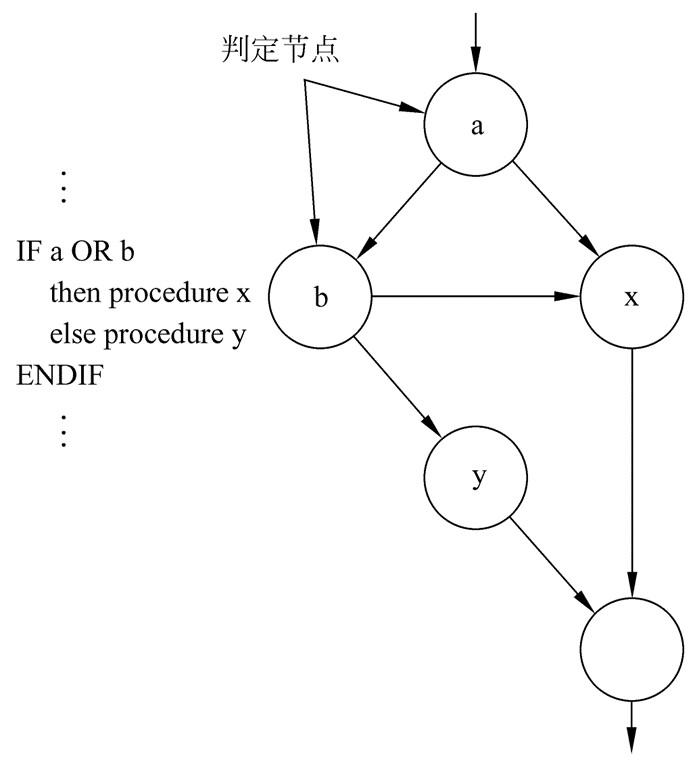 判定节点
a
⋮
IF a OR b
then procedure x
else procedure y
ENDIF
⋮
b
x
y